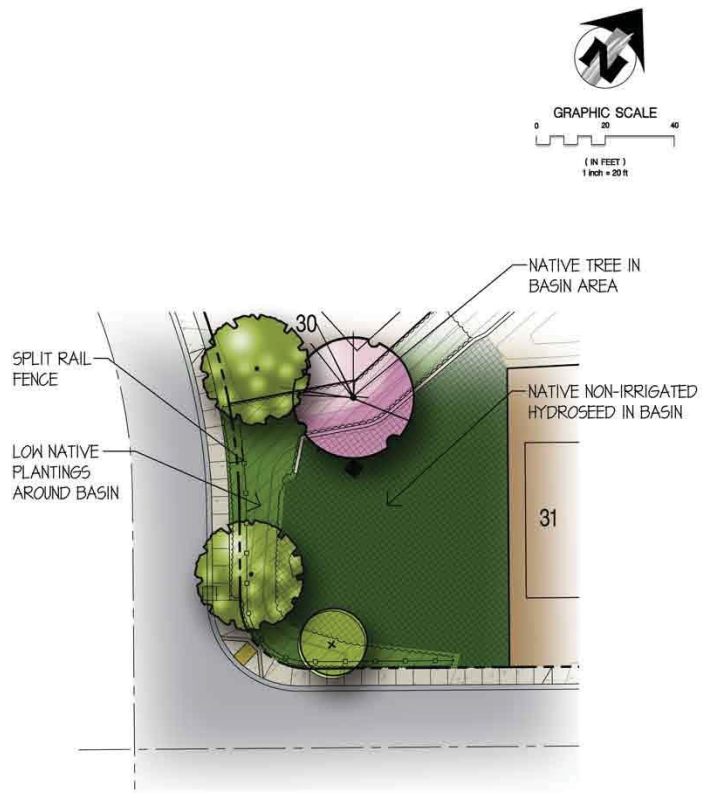 N
GRAPHIC SCALE
0 20 40
( IN FEET )
1 inch = 20 ft
NATIVE TREE IN
BASIN AREA
30
SPLIT RAIL
FENCE
NATIVE NON-IRRIGATED
HYDROSEED IN BASIN
LOW NATIVE
PLANTINGS
AROUND BASIN
31